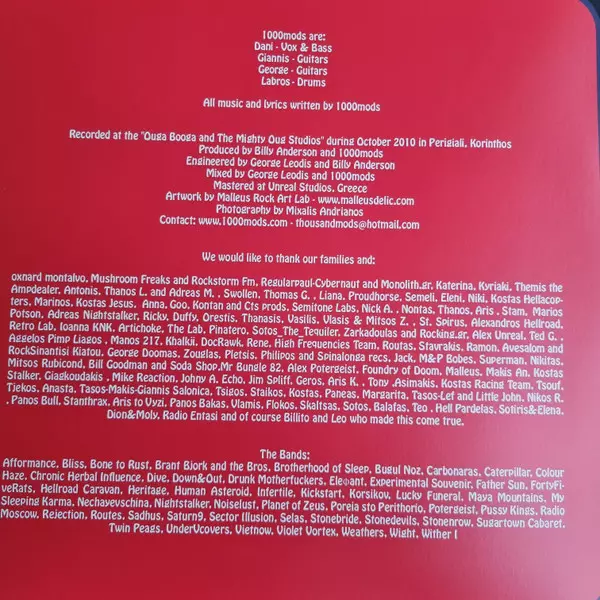 1000mods are:
Dani - Vox & Bass
Giannis - Guitars
George - Guitars
Labros - Drums
All music and lyrics written by 1000mods
Recorded at the "Ouga Booga and The Mighty Oug Studios" during October 2010 in Perigiali, Korinthos
Produced by Billy Anderson and 1000mods
Engineered by George Leodis and Billy Anderson
Mixed by George Leodis and 1000mods
Mastered at Unreal Studios, Greece
Artwork by Malleus Rock Art Lab - www.malleusdelic.com
Photography by Mixalis Andrianos
Contact: www.1000mods.com - thousandmods@hotmail.com
We would like to thank our families and:
oxnard montalvo, Mushroom Freaks and Rockstorm Fm, Regularpaul-Cybernaut and Monolith.gr, Katerina, Kyriaki, Themis the
Ampdealer, Antonis, Thanos L. and Adreas M. , Swollen, Thomas G. , Liana, Proudhorse, Semeli, Eleni, Niki, Kostas Hellacop-
ters, Marinos, Kostas Jesus, Anna, Goo, Kontan and Cts prods, Semitone Labs, Nick A. , Nontas, Thanos, Aris , Stam, Marios
Potson, Adreas Nightstalker, Ricky, Duffy, Orestis, Thanasis, Vasilis, Vlasis & Mitsos Z. , St. Spirus, Alexandros Hellroad,
Retro Lab, Ioanna KNK, Artichoke, The Lab, Pinatero, Sotos_The_Tequiler, Zarkadoulas and Rocking.gr, Alex Unreal, Ted G. ,
Aggelos Pimp Liagos , Manos 217, Khalkii, DocRawk, Rene, High Frequencies Team, Routas, Stavrakis, Ramon, Avesalom and
RockSinantisi Kiatou, George Doomas, Zouglas, Pletsis, Philipos and Spinalonga recs, Jack, M&P Bobes, Superman, Nikitas,
Mitsos Rubicond, Bill Goodman and Soda Shop,Mr Bungle 82, Alex Potergeist, Foundry of Doom, Malleus, Makis An, Kostas
Stalker, Giagkoudakis , Mike Reaction, Johny A. Echo, Jim Spliff, Geros, Aris K. , Tony ,Asimakis, Kostas Racing Team, Tsouf,
Tjekos, Anasta, Tasos-Makis-Giannis Salonica, Tsigos, Staikos, Kostas, Paneas, Margarita, Tasos-Lef and Little John, Nikos R.
, Panos Bull, Stanthrax, Aris to Vyzi, Panos Bakas, Vlamis, Flokos, Skaltsas, Sotos, Balafas, Teo , Hell Pardelas, Sotiris&Elena,
Dion&Moly, Radio Entasi and of course Billito and Leo who made this come true.
The Bands:
Afformance, Bliss, Bone to Rust, Brant Bjork and the Bros, Brotherhood of Sleep, Bugul Noz, Carbonaras, Caterpillar, Colour
Haze, Chronic Herbal Influence, Dive, Down&Out, Drunk Motherfuckers, Eleφant, Experimental Souvenir, Father Sun, FortyFi-
veRats, Hellroad Caravan, Heritage, Human Asteroid, Infertile, Kickstart, Korsikov, Lucky Funeral, Maya Mountains, My
Sleeping Karma, Nechayevschina, Nightstalker, Noiselust, Planet of Zeus, Poreia sto Perithorio, Potergeist, Pussy Kings, Radio
Moscow, Rejection, Routes, Sadhus, Saturn9, Sector Illusion, Selas, Stonebride, Stonedevils, Stonenrow, Sugartown Cabaret,
Twin Peaks, UnderVcovers, Vietnow, Violet Vortex, Weathers, Wight, Wither I